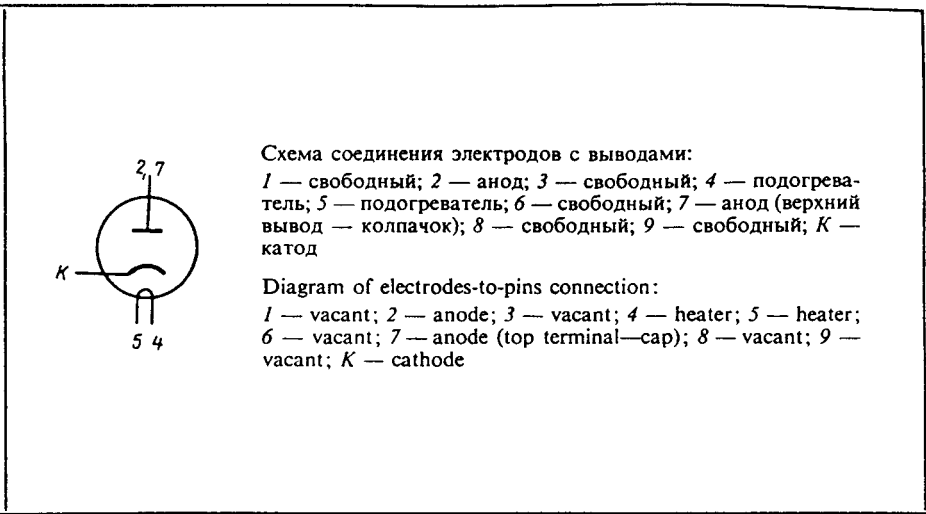 2,7
K
5 4
Схема соединения электродов с выводами:
1 — свободный; 2 — анод; 3 — свободный; 4 — подогрева-
тель; 5 — подогреватель; 6 — свободный; 7 — анод (верхний
вывод — колпачок); 8 — свободный; 9 — свободный; К —
катод
Diagram of electrodes-to-pins connection:
1 — vacant; 2 — anode; 3 — vacant; 4 — heater; 5 — heater;
6 — vacant; 7 — anode (top terminal—cap); 8 — vacant; 9 —
vacant; K — cathode